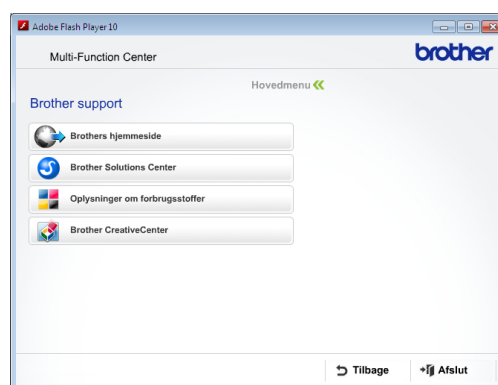 Adobe Flash Player 10
Multi-Function Center
brother
Hovedmenu
Brother support
Brothers hjemmeside
Brother Solutions Center
Oplysninger om forbrugsstoffer
Brother CreativeCenter
Tilbage
Afslut